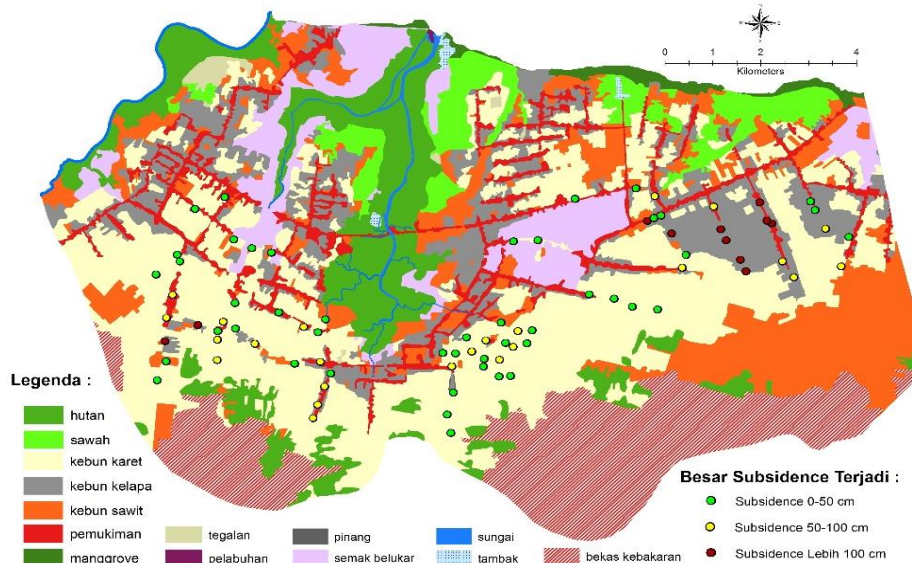 0 1 2 4
Kilometers
Legenda :
hutan
sawah
kebun karet
kebun kelapa
kebun sawit
pemukiman
manggrove
tegalan
pelabuhan
pinang
semak belukar
sungai
tambak
bekas kebakaran
Besar Subsidence Terjadi :
Subsidence 0-50 cm
Subsidence 50-100 cm
Subsidence Lebih 100 cm